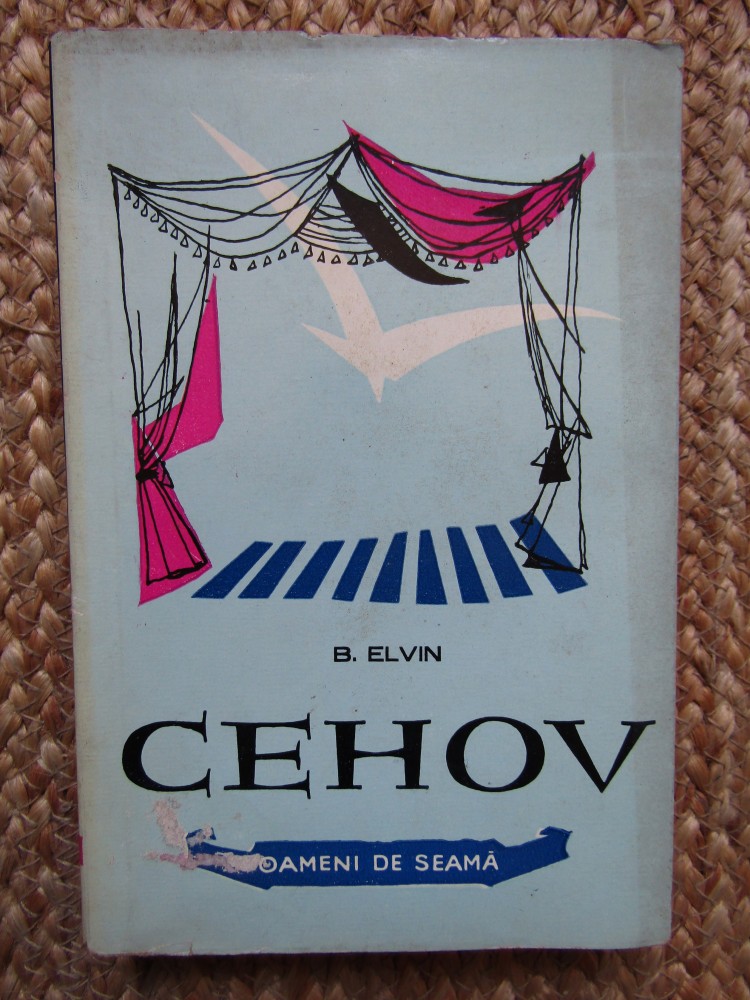 B. ELVIN
CEHOV
OAMENI DE SEAMĂ